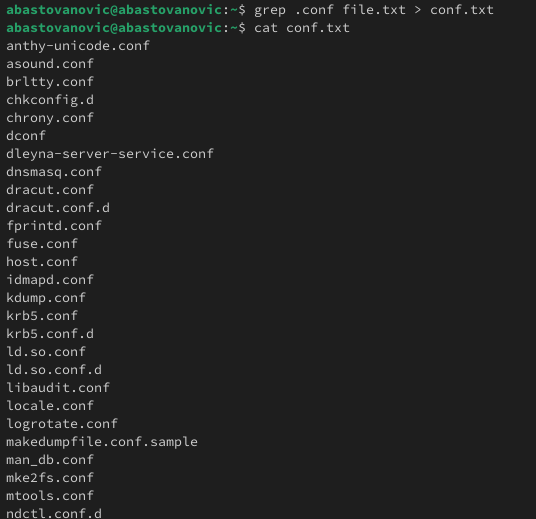 abastovanovic@abastovanovic:~$ grep .conf file.txt > conf.txt
abastovanovic@abastovanovic:~$ cat conf.txt
anthy-unicode.conf
asound.conf
brltty.conf
chkconfig.d
chrony.conf
dconf
dleyna-server-service.conf
dnsmasq.conf
dracut.conf
dracut.conf.d
fprintd.conf
fuse.conf
host.conf
idmapd.conf
kdump.conf
krb5.conf
krb5.conf.d
ld.so.conf
ld.so.conf.d
libaudit.conf
locale.conf
logrotate.conf
makedumpfile.conf.sample
man_db.conf
mke2fs.conf
mtools.conf
ndctl.conf.d